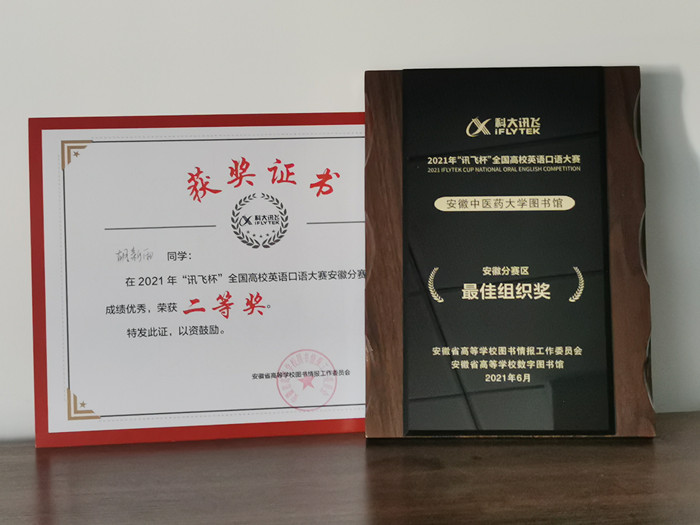 获奖证书
科大讯飞
iFLYTEK
同学：
在2021年“讯飞杯”全国高校英语口语大赛安徽分赛
成绩优秀，荣获 二等奖。
特发此证，以资鼓励。
安徽省高等学校图书情报工作委员会
科大讯飞
iFLYTEK
2021年“讯飞杯”全国高校英语口语大赛
2021 IFLYTEK CUP NATIONAL ORAL ENGLISH COMPETITION
安徽中医药大学图书馆
安徽分赛区
最佳组织奖
安徽省高等学校图书情报工作委员会
安徽省高等学校数字图书馆
2021年6月